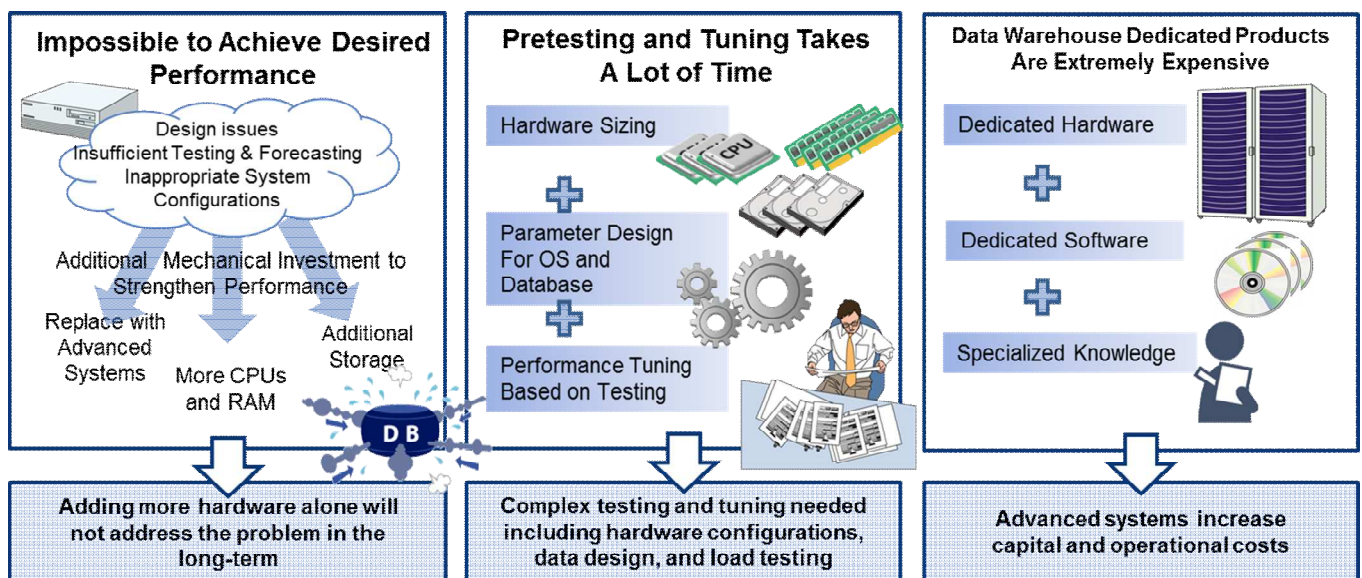 Impossible to Achieve Desired
Performance
Design issues
Insufficient Testing & Forecasting
Inappropriate System
Configurations
Additional Mechanical Investment to
Strengthen Performance
Replace with
Advanced
Systems
More CPUs
and RAM
Additional
Storage
DB
Adding more hardware alone will
not address the problem in the
long-term
Pretesting and Tuning Takes
A Lot of Time
Hardware Sizing
CPU
Parameter Design
For OS and
Database
Performance Tuning
Based on Testing
Complex testing and tuning needed
including hardware configurations,
data design, and load testing
Data Warehouse Dedicated Products
Are Extremely Expensive
Dedicated Hardware
Dedicated Software
Specialized Knowledge
Advanced systems increase
capital and operational costs